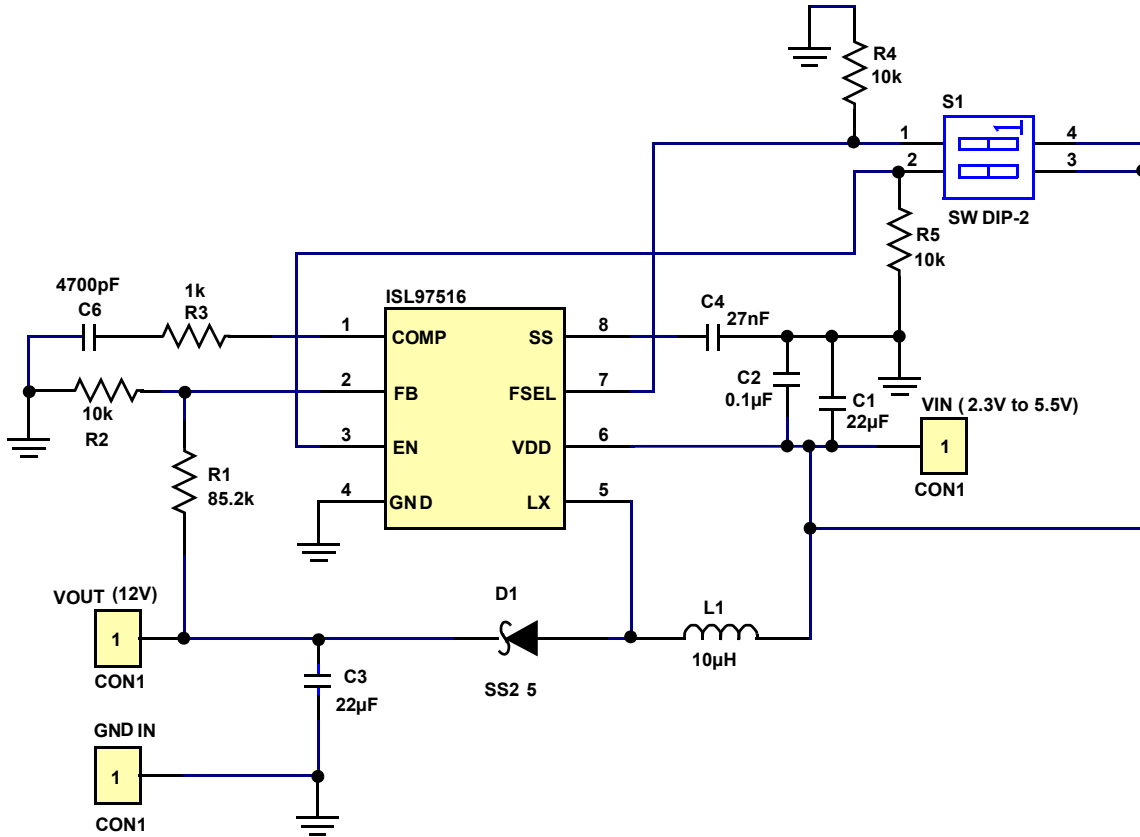 R4
10k
S1
1
4
2
3
1
SW DIP-2
R5
10k
4700pF
C6
1k
R3
ISL97516
C4
27nF
1
COMP
SS
8
10k
R2
2
FB
FSEL
7
C2
0.1µF
C1
22µF
VIN ( 2.3V to 5.5V)
1
CON1
3
EN
VDD
6
R1
85.2k
4
GND
LX
5
VOUT (12V)
1
CON1
D1
SS2 5
L1
10µH
C3
22µF
GND IN
1
CON1